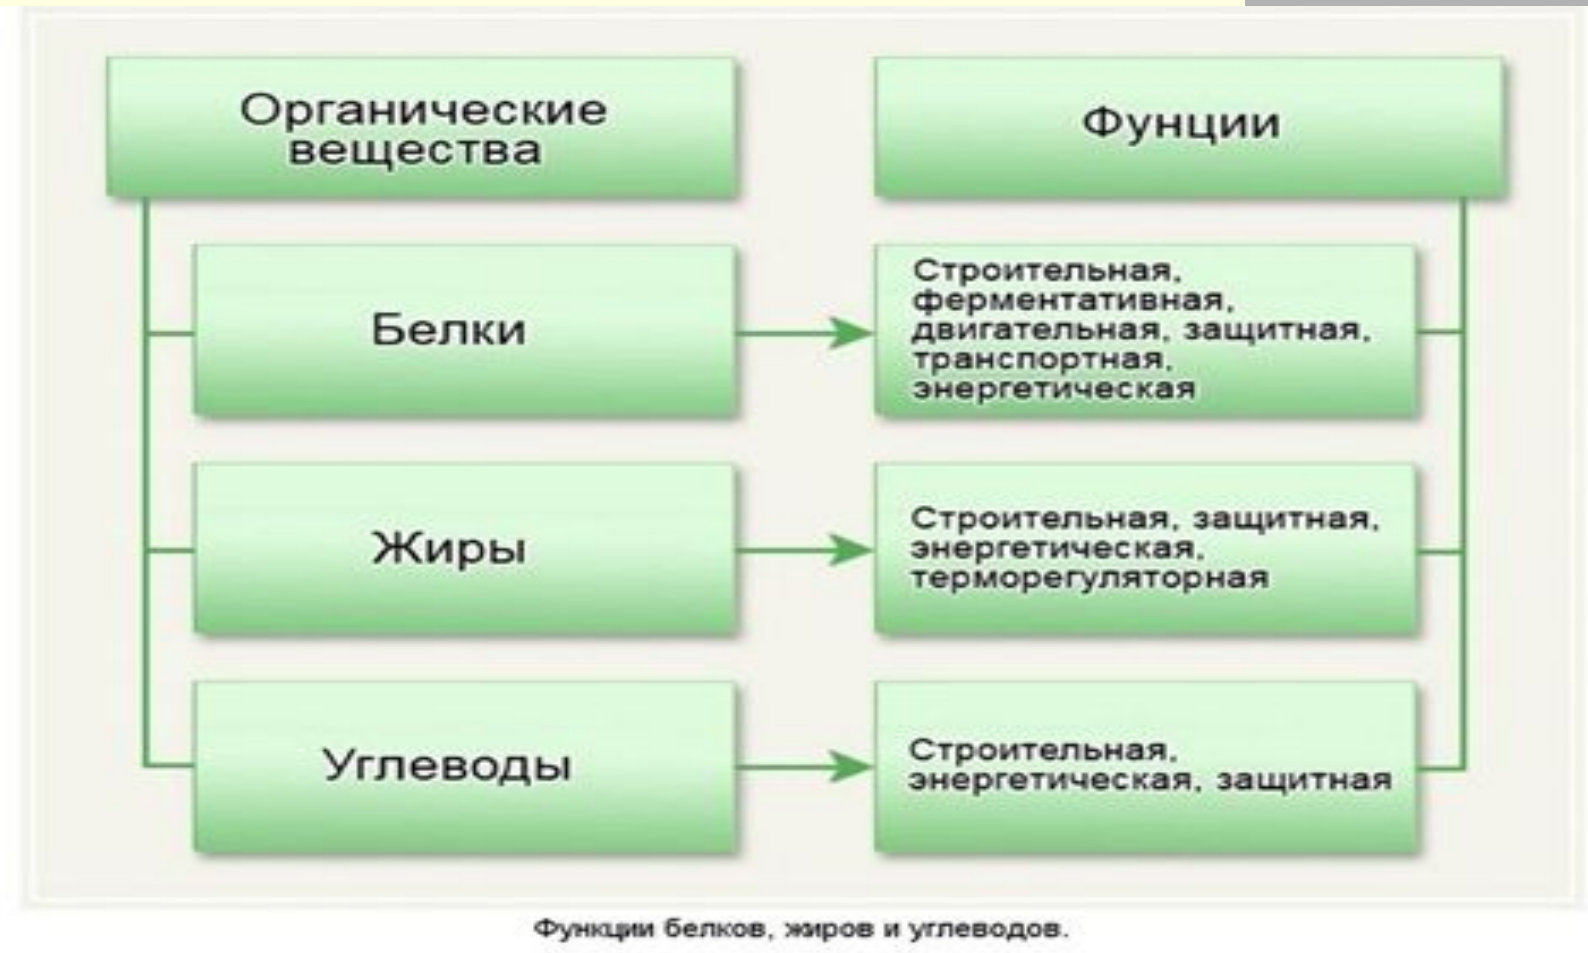 Органические
вещества
Фунции
Белки
Строительная,
ферментативная,
двигательная, защитная,
транспортная,
энергетическая
Жиры
Строительная, защитная,
энергетическая,
терморегуляторная
Углеводы
Строительная,
энергетическая, защитная
Функции белков, жиров и углеводов.